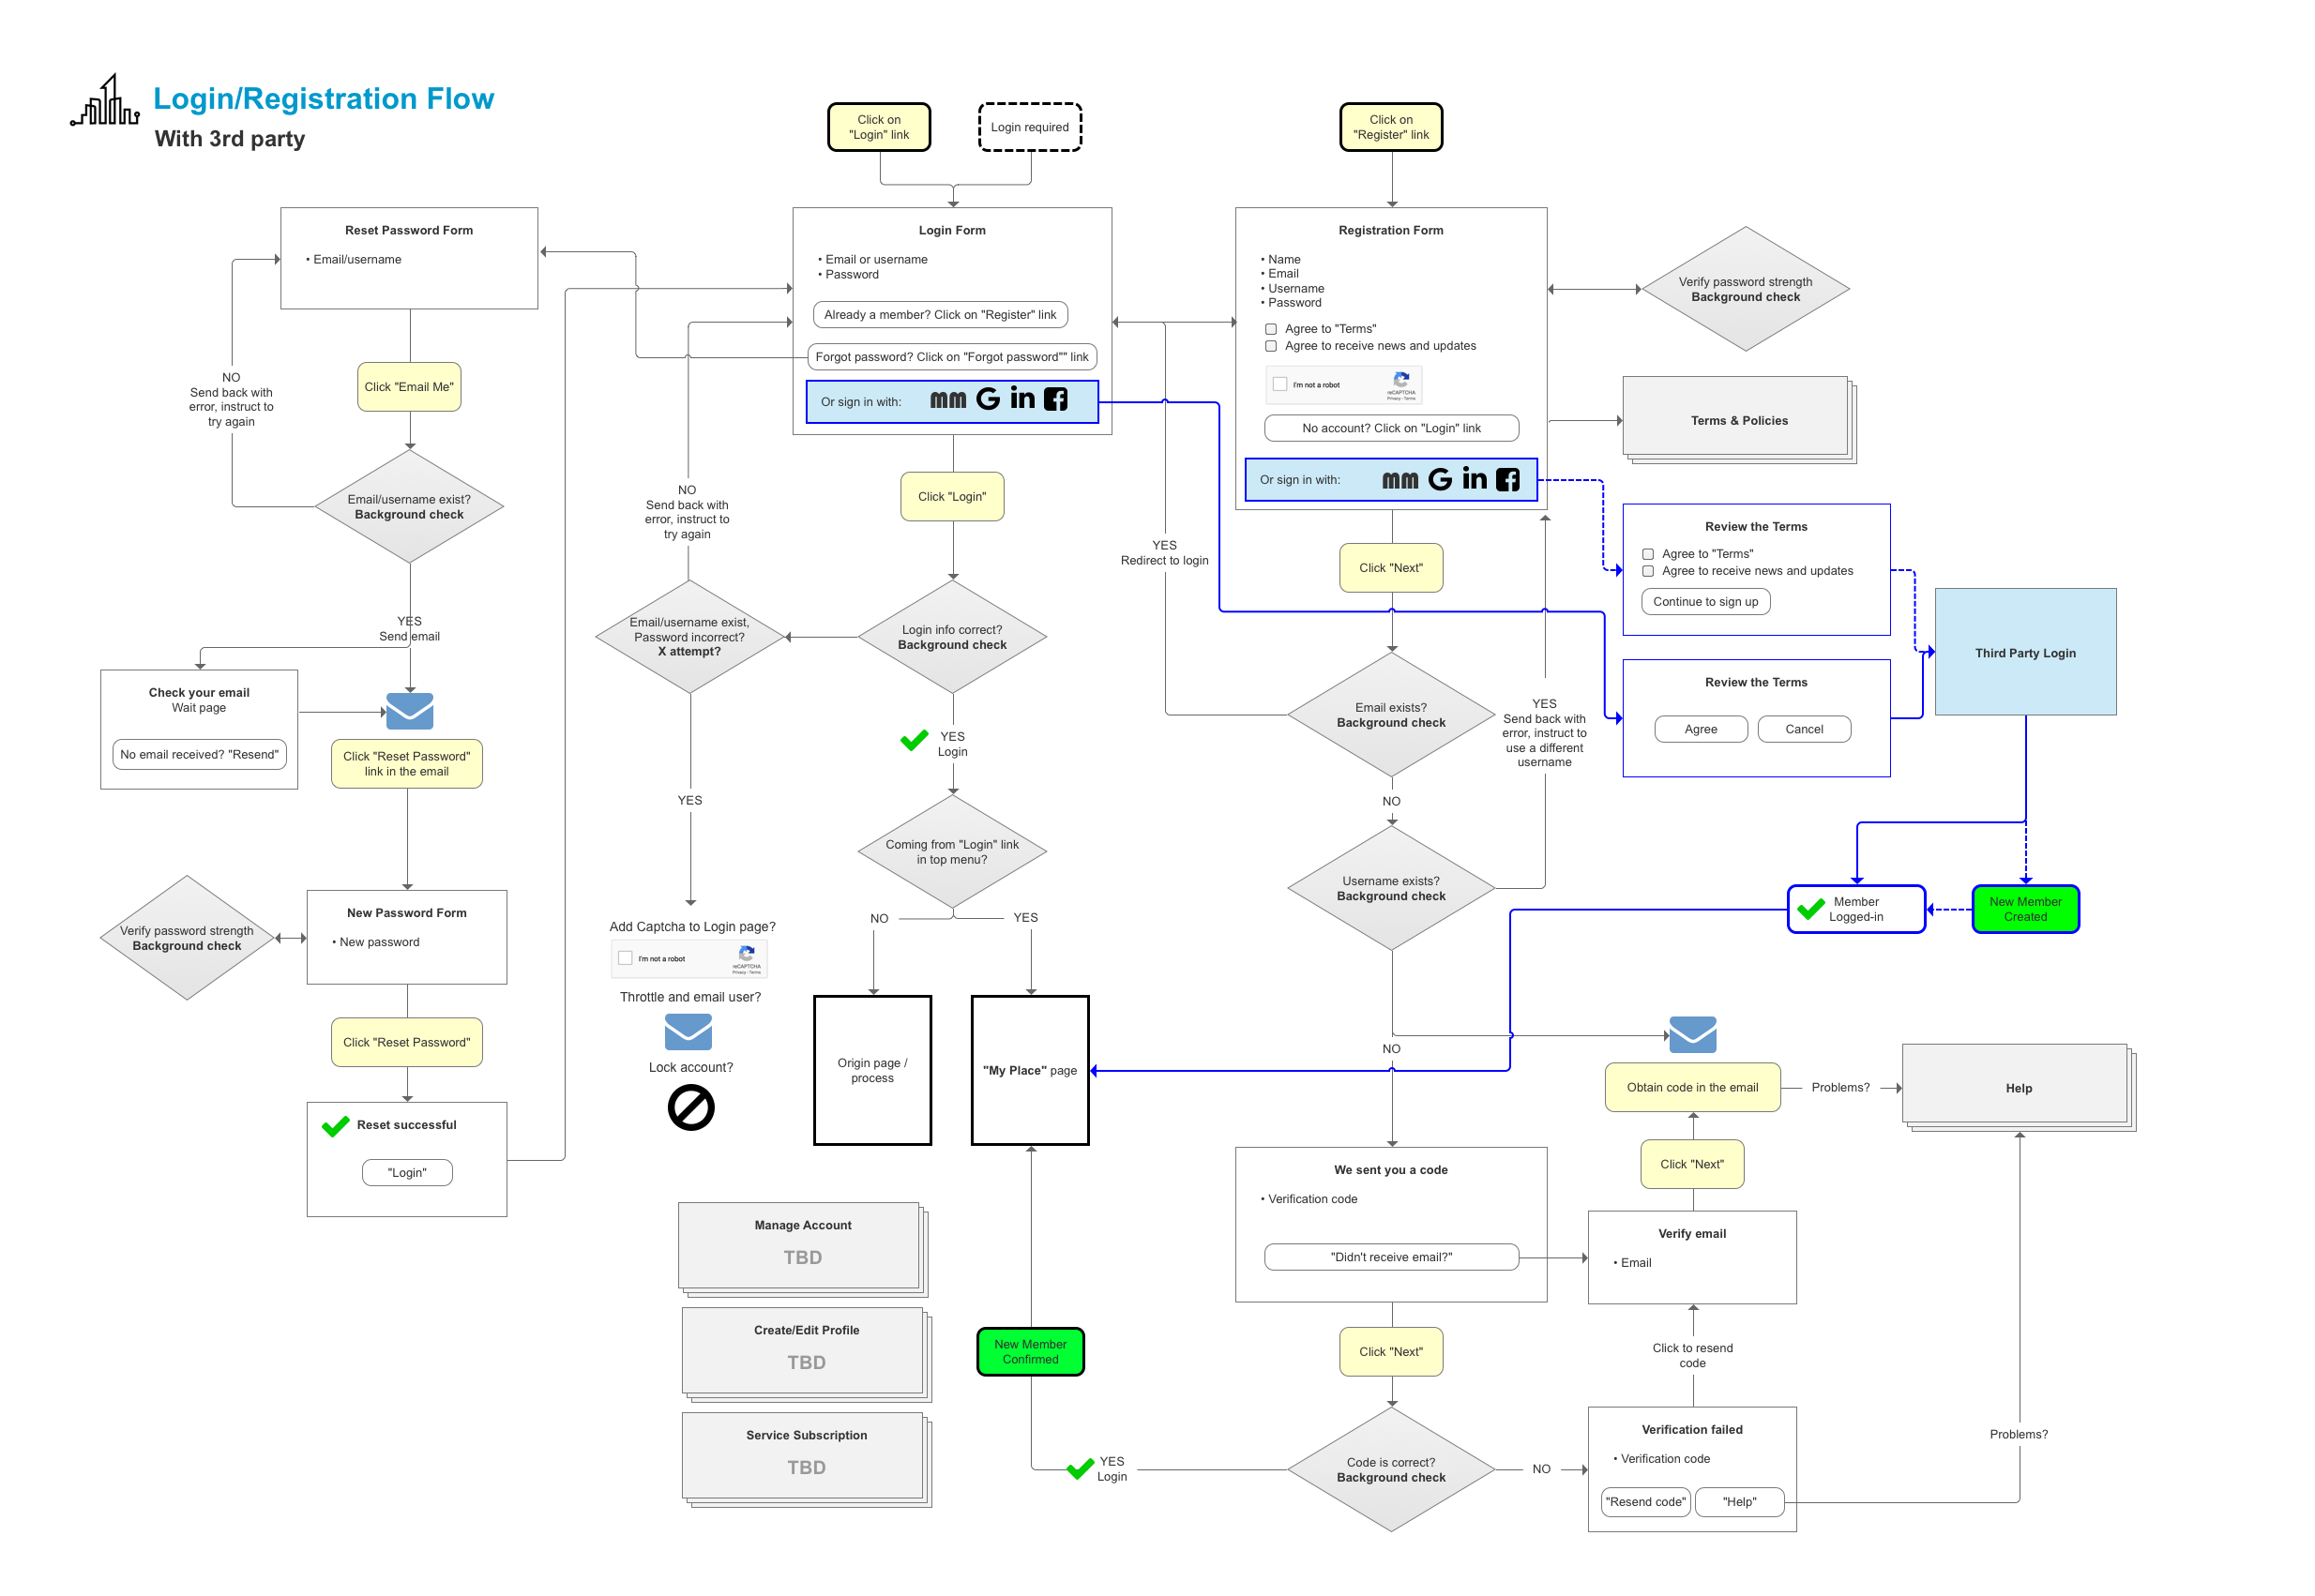 Login/Registration Flow
With 3rd party
Click on
"Login" link
Login required
Click on
"Register" link
Reset Password Form
• Email/username
Click "Email Me"
NO
Send back with
error, instruct to
try again
Email/username exist?
Background check
YES
Send email
Check your email
Wait page
No email received? "Resend"
Click "Reset Password"
link in the email
Verify password strength
Background check
New Password Form
• New password
Click "Reset Password"
Reset successful
"Login"
Login Form
• Email or username
• Password
Already a member? Click on "Register" link
Forgot password? Click on "Forgot password"" link
Or sign in with:
mm G in f
Click "Login"
NO
Send back with
error, instruct to
try again
Email/username exist,
Password incorrect?
X attempt?
Login info correct?
Background check
YES
Login
YES
Coming from "Login" link
in top menu?
NO
YES
Add Captcha to Login page?
I'm not a robot
reCAPTCHA
Privacy - Terms
Throttle and email user?
Lock account?
Origin page /
process
"My Place" page
Manage Account
TBD
Create/Edit Profile
TBD
Service Subscription
TBD
New Member
Confirmed
YES
Login
Registration Form
• Name
• Email
• Username
• Password
Agree to "Terms"
Agree to receive news and updates
I'm not a robot
reCAPTCHA
Privacy - Terms
No account? Click on "Login" link
Or sign in with:
mm G in f
Verify password strength
Background check
Terms & Policies
YES
Redirect to login
Click "Next"
Email exists?
Background check
NO
YES
Send back with
error, instruct to
use a different
username
Username exists?
Background check
NO
Review the Terms
Agree to "Terms"
Agree to receive news and updates
Continue to sign up
Review the Terms
Agree
Cancel
Third Party Login
Member
Logged-in
New Member
Created
Obtain code in the email
Problems?
Help
Click "Next"
We sent you a code
• Verification code
"Didn't receive email?"
Verify email
• Email
Click "Next"
Click to resend
code
Code is correct?
Background check
NO
Verification failed
• Verification code
"Resend code"
"Help"
Problems?